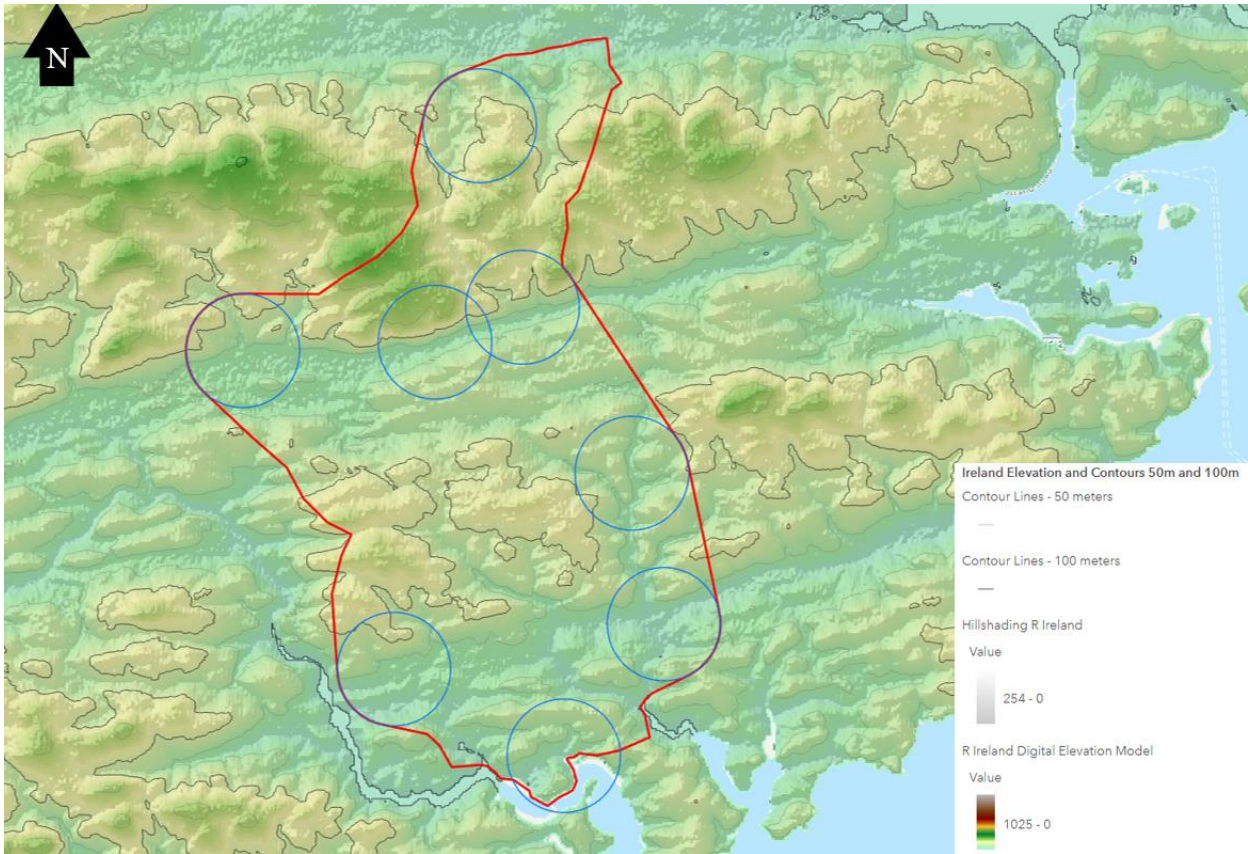 N
Ireland Elevation and Contours 50m and 100m
Contour Lines - 50 meters
Contour Lines - 100 meters
Hillshading R Ireland
Value
254 - 0
R Ireland Digital Elevation Model
Value
1025 - 0